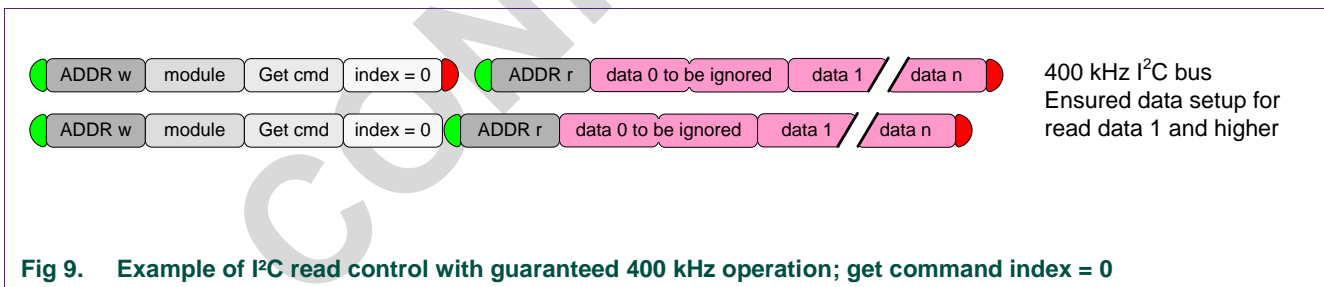 ADDR w module Get cmd index = 0 ADDR r data 0 to be ignored data 1 data n
ADDR w module Get cmd index = 0 ADDR r data 0 to be ignored data 1 data n
400 kHz I²C bus
Ensured data setup for
read data 1 and higher
CON
Fig 9. Example of I²C read control with guaranteed 400 kHz operation; get command index = 0